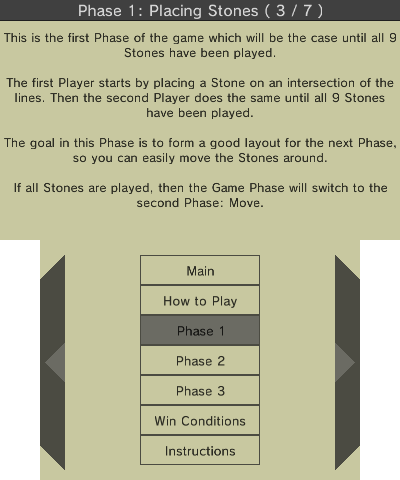 Phase 1: Placing Stones ( 3 / 7 )
This is the first Phase of the game which will be the case until all 9
Stones have been played.
The first Player starts by placing a Stone on an intersection of the
lines. Then the second Player does the same until all 9 Stones
have been played.
The goal in this Phase is to form a good layout for the next Phase,
so you can easily move the Stones around.
If all Stones are played, then the Game Phase will switch to the
second Phase: Move.
Main
How to Play
Phase 1
Phase 2
Phase 3
Win Conditions
Instructions